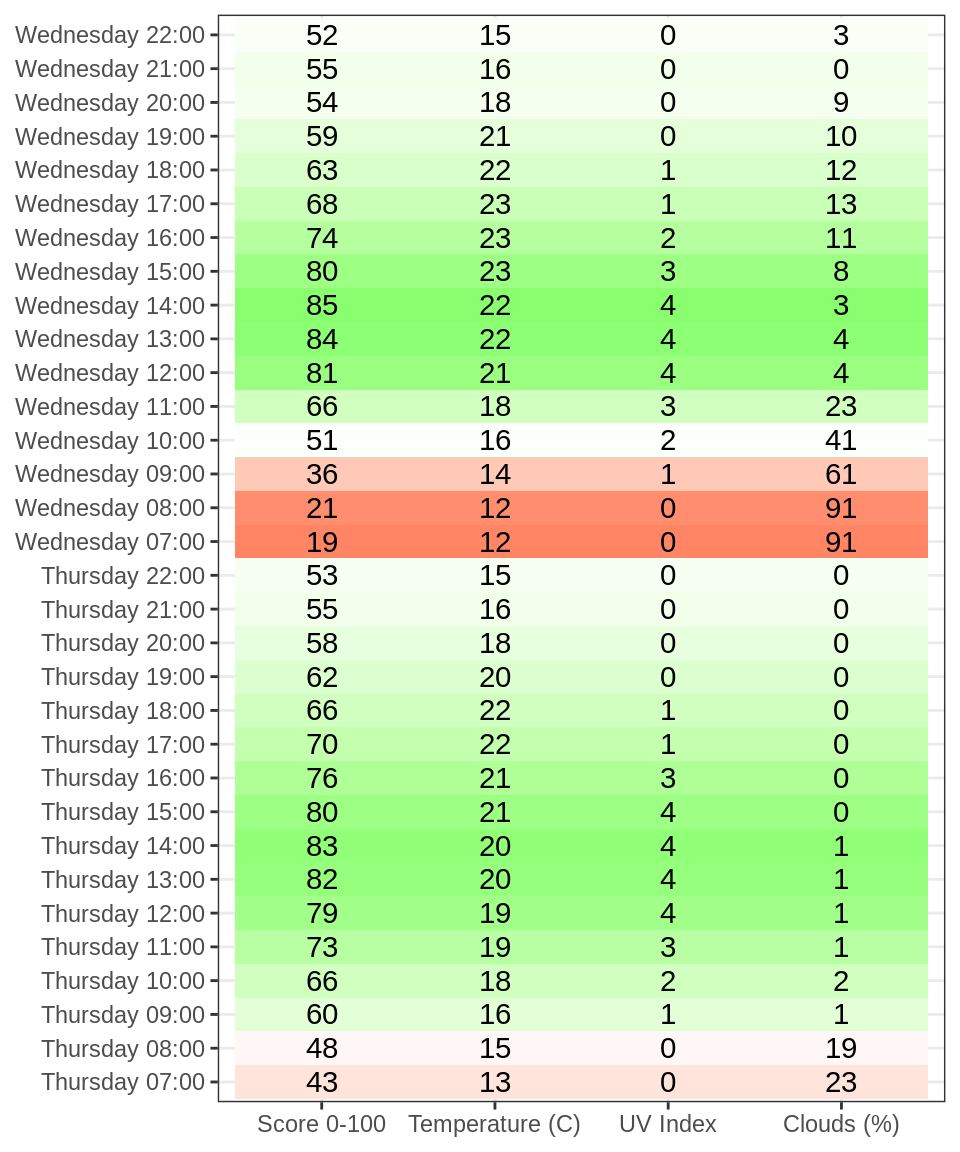 Wednesday 22:00 52 15 0 3
Wednesday 21:00 55 16 0 0
Wednesday 20:00 54 18 0 9
Wednesday 19:00 59 21 0 10
Wednesday 18:00 63 22 1 12
Wednesday 17:00 68 23 1 13
Wednesday 16:00 74 23 2 11
Wednesday 15:00 80 23 3 8
Wednesday 14:00 85 22 4 3
Wednesday 13:00 84 22 4 4
Wednesday 12:00 81 21 4 4
Wednesday 11:00 66 18 3 23
Wednesday 10:00 51 16 2 41
Wednesday 09:00 36 14 1 61
Wednesday 08:00 21 12 0 91
Wednesday 07:00 19 12 0 91
Thursday 22:00 53 15 0 0
Thursday 21:00 55 16 0 0
Thursday 20:00 58 18 0 0
Thursday 19:00 62 20 0 0
Thursday 18:00 66 22 1 0
Thursday 17:00 70 22 1 0
Thursday 16:00 76 21 3 0
Thursday 15:00 80 21 4 0
Thursday 14:00 83 20 4 1
Thursday 13:00 82 20 4 1
Thursday 12:00 79 19 4 1
Thursday 11:00 73 19 3 1
Thursday 10:00 66 18 2 2
Thursday 09:00 60 16 1 1
Thursday 08:00 48 15 0 19
Thursday 07:00 43 13 0 23
Score 0-100 Temperature (C) UV Index Clouds (%)